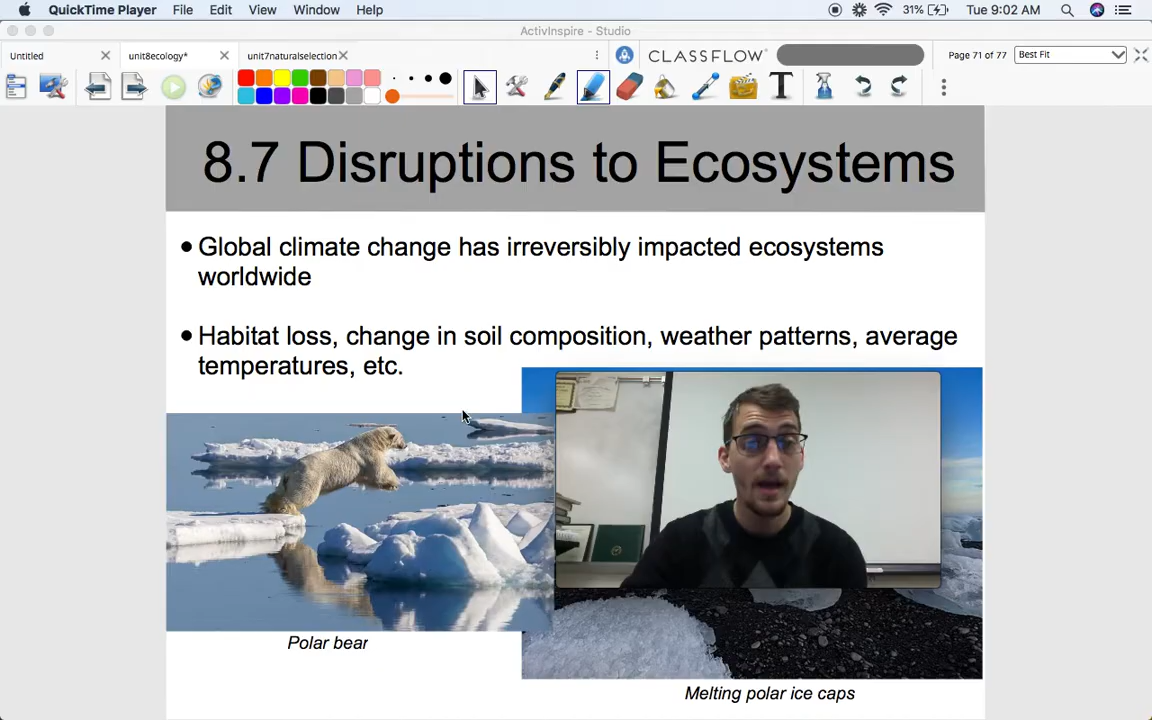 QuickTime Player File Edit View Window Help 31% Tue 9:02 AM
ActivInspire - Studio
Untitled unit8ecology* unit7naturalselection CLASSFLOW Page 71 of 77 Best Fit
8.7 Disruptions to Ecosystems
• Global climate change has irreversibly impacted ecosystems
worldwide
• Habitat loss, change in soil composition, weather patterns, average
temperatures, etc.
Polar bear
Melting polar ice caps